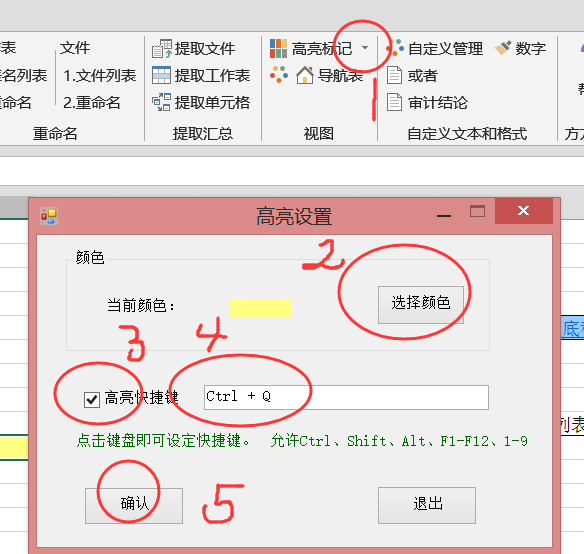 表 文件 提取文件 高亮标记 自定义管理 数字
名列表 1.文件列表 提取工作表 导航表 或者
命名 2.重命名 提取单元格 审计结论
重命名 提取汇总 视图 自定义文本和格式 方
1
高亮设置
2
颜色
当前颜色： 选择颜色
3 4
高亮快捷键 Ctrl + Q
点击键盘即可设定快捷键。 允许Ctrl、Shift、Alt、F1-F12、1-9
确认 5 退出
底
列表